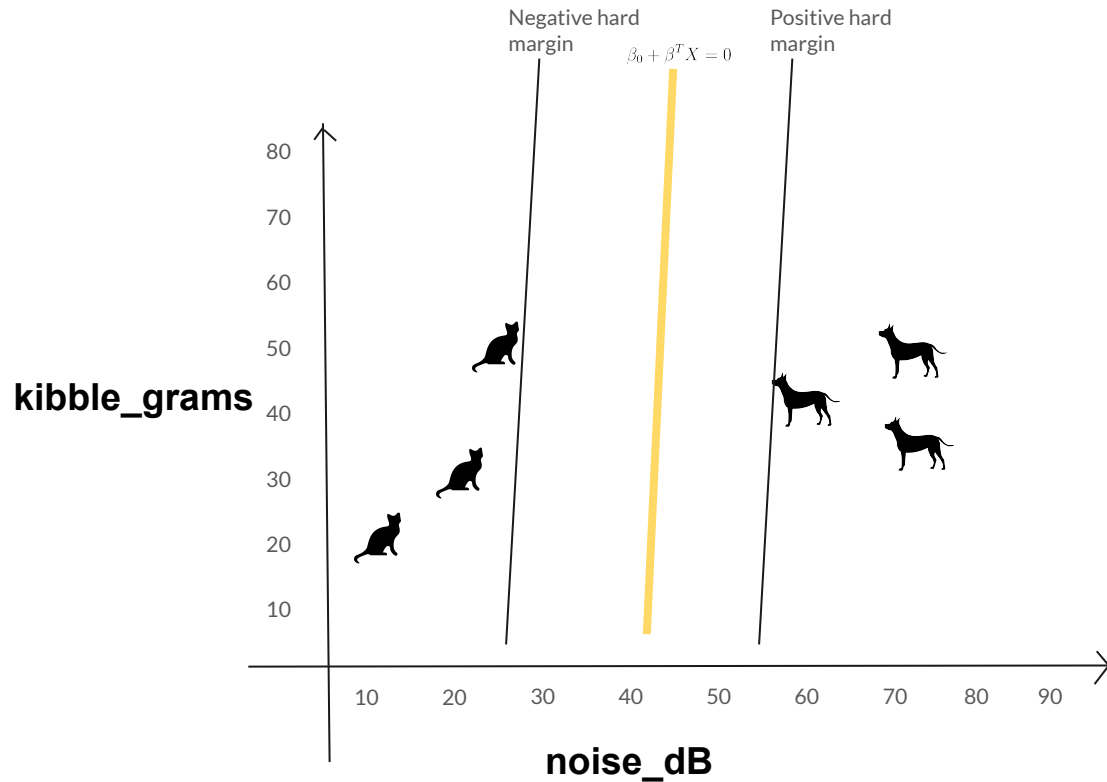 Negative hard
margin
Positive hard
margin
β₀ + βᵀX = 0
80
70
60
50
40
30
20
10
kibble_grams
10 20 30 40 50 60 70 80 90
noise_dB